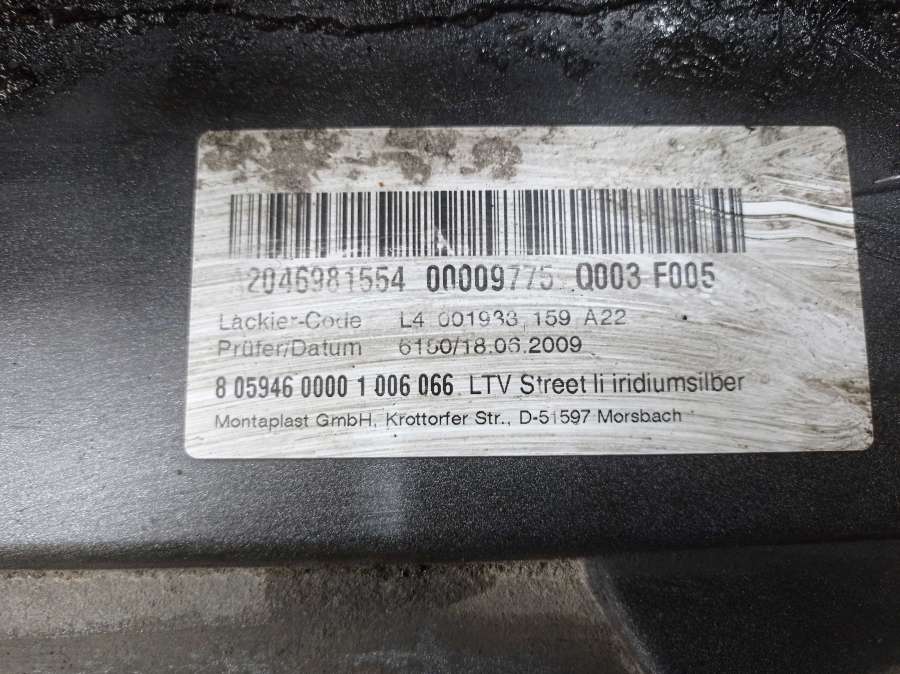 A2046981554 00009775 Q003 F005
Lackier-Code L4 001933 159 A22
Prüfer/Datum 6160/18.06.2009
8 05946 0000 1 006 066 LTV Street li iridiumsilber
Montaplast GmbH, Krottorfer Str., D-51597 Morsbach